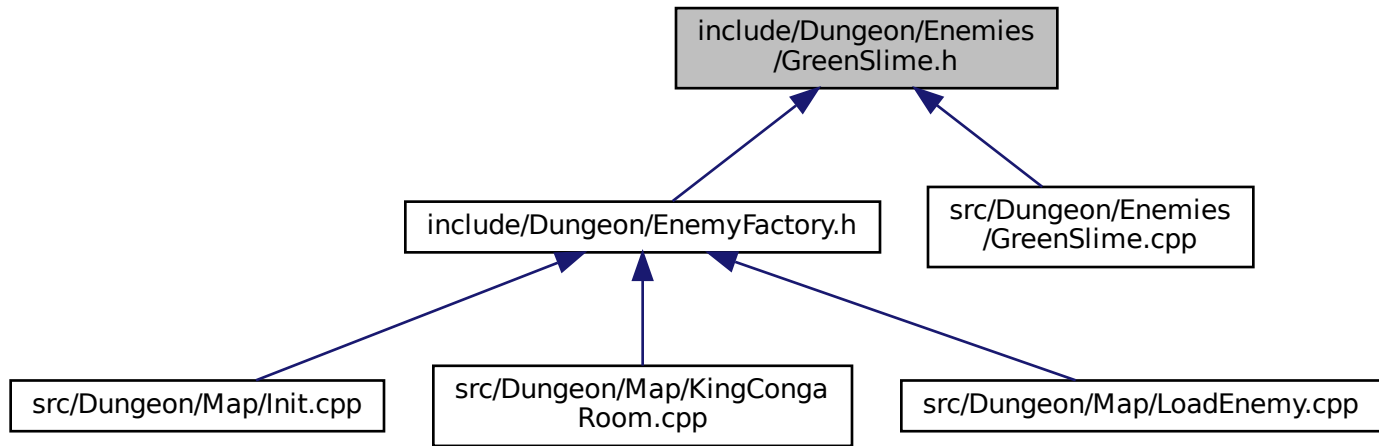 include/Dungeon/Enemies
/GreenSlime.h
include/Dungeon/EnemyFactory.h
src/Dungeon/Enemies
/GreenSlime.cpp
src/Dungeon/Map/Init.cpp
src/Dungeon/Map/KingConga
Room.cpp
src/Dungeon/Map/LoadEnemy.cpp